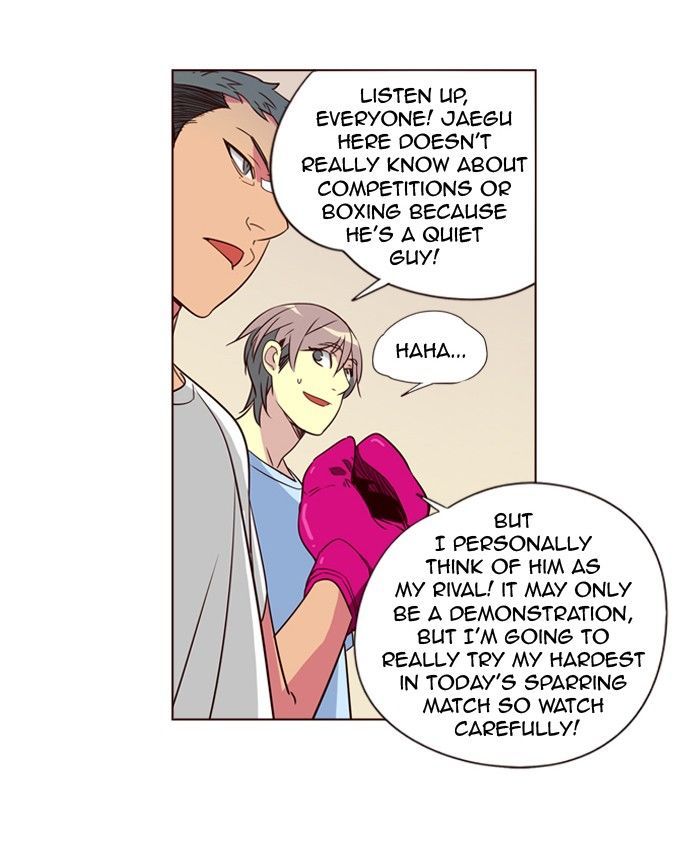 LISTEN UP,
EVERYONE! JAEGU
HERE DOESN'T
REALLY KNOW ABOUT
COMPETITIONS OR
BOXING BECAUSE
HE'S A QUIET
GUY!
HAHA...
BUT
I PERSONALLY
THINK OF HIM AS
MY RIVAL! IT MAY ONLY
BE A DEMONSTRATION,
BUT I'M GOING TO
REALLY TRY MY HARDEST
IN TODAY'S SPARRING
MATCH SO WATCH
CAREFULLY!